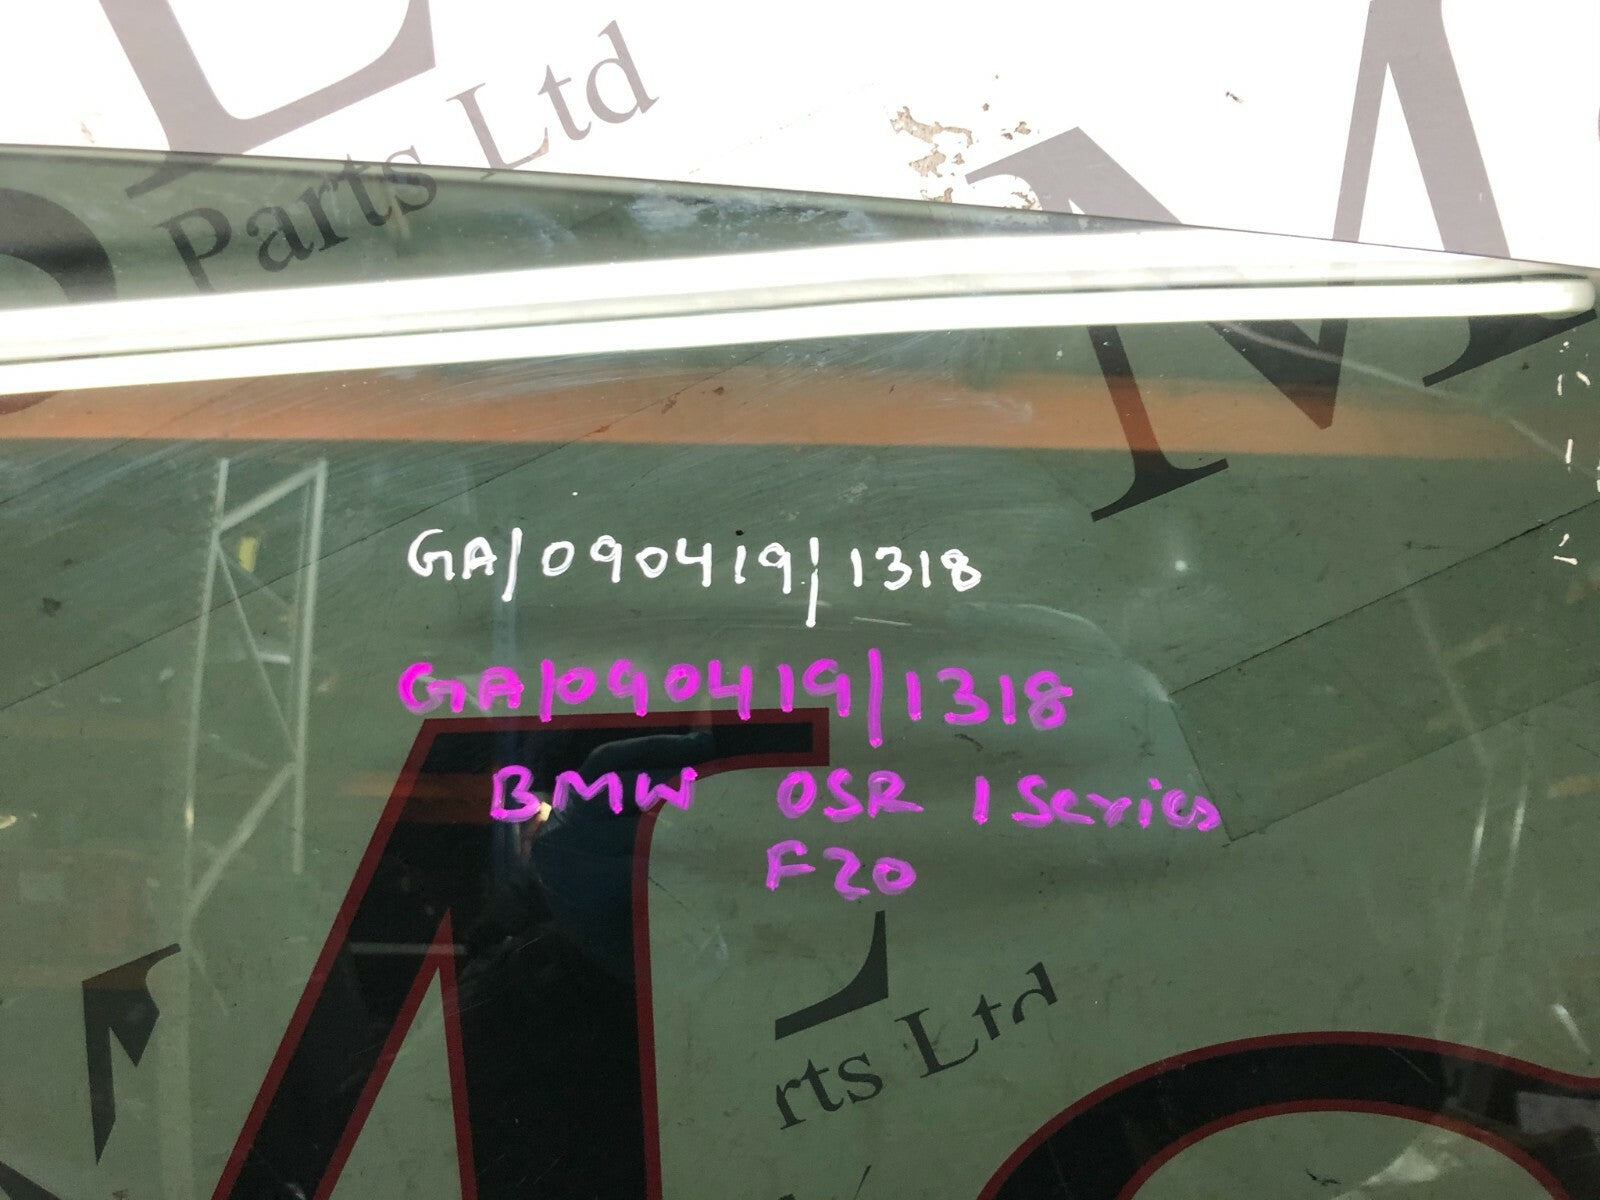 Parts Ltd
GA/090419/1318
GA/090419/1318
BMW OSR 1 Series
F20
rts Ltd